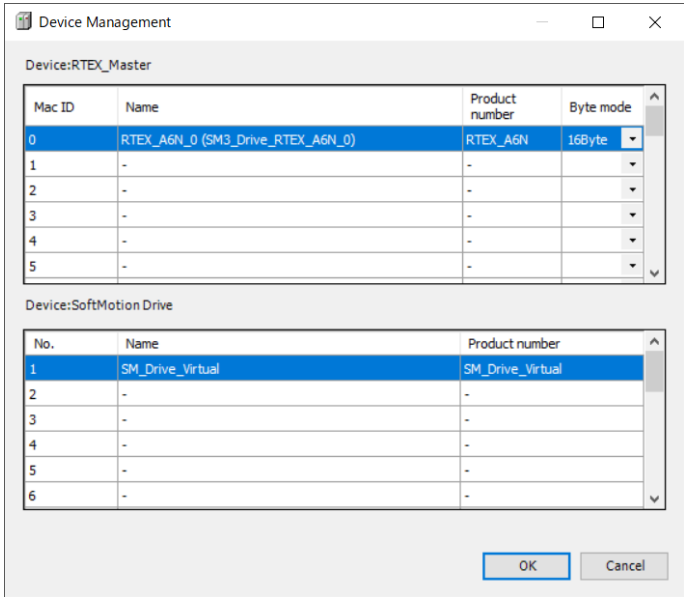 Device Management
Device:RTEX_Master
Mac ID Name Product number Byte mode
0 RTEX_A6N_0 (SM3_Drive_RTEX_A6N_0) RTEX_A6N 16Byte
1 - -
2 - -
3 - -
4 - -
5 - -
Device:SoftMotion Drive
No. Name Product number
1 SM_Drive_Virtual SM_Drive_Virtual
2 - -
3 - -
4 - -
5 - -
6 - -
OK Cancel